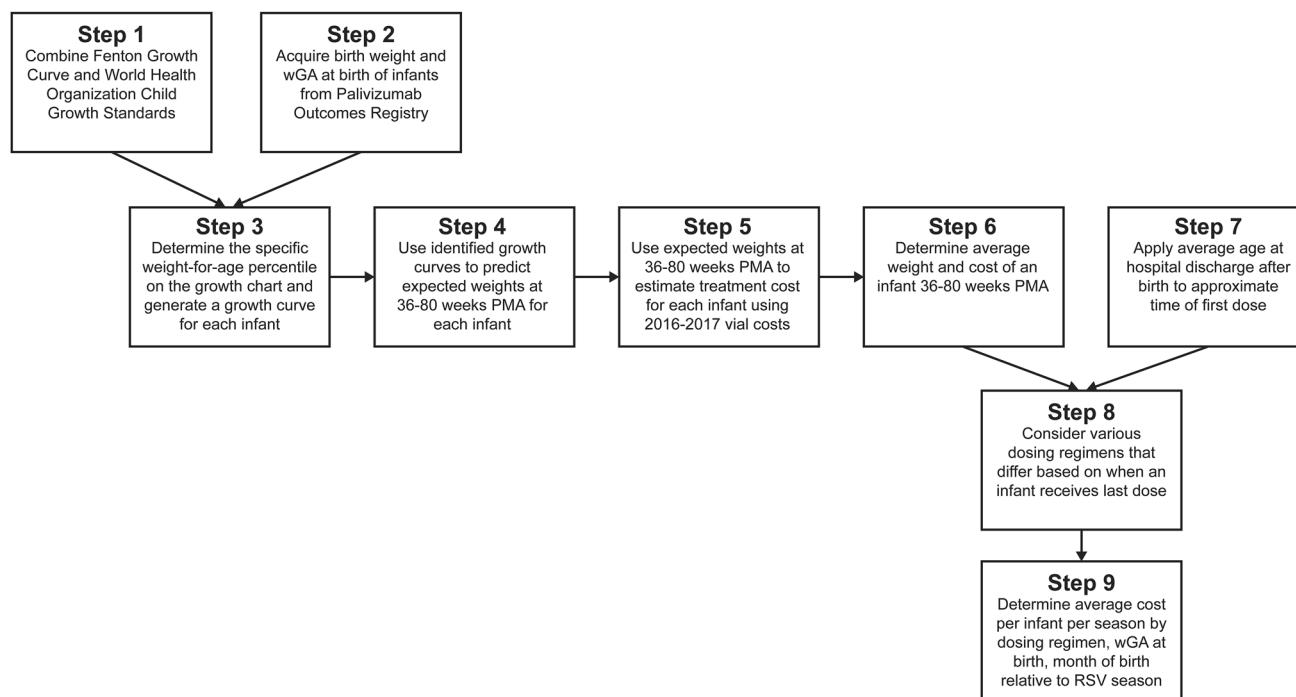 Step 1
Combine Fenton Growth
Curve and World Health
Organization Child
Growth Standards
Step 2
Acquire birth weight and
wGA at birth of infants
from Palivizumab
Outcomes Registry
Step 3
Determine the specific
weight-for-age percentile
on the growth chart and
generate a growth curve
for each infant
Step 4
Use identified growth
curves to predict
expected weights at
36-80 weeks PMA for
each infant
Step 5
Use expected weights at
36-80 weeks PMA to
estimate treatment cost
for each infant using
2016-2017 vial costs
Step 6
Determine average
weight and cost of an
infant 36-80 weeks PMA
Step 7
Apply average age at
hospital discharge after
birth to approximate
time of first dose
Step 8
Consider various
dosing regimens that
differ based on when an
infant receives last dose
Step 9
Determine average cost
per infant per season by
dosing regimen, wGA at
birth, month of birth
relative to RSV season